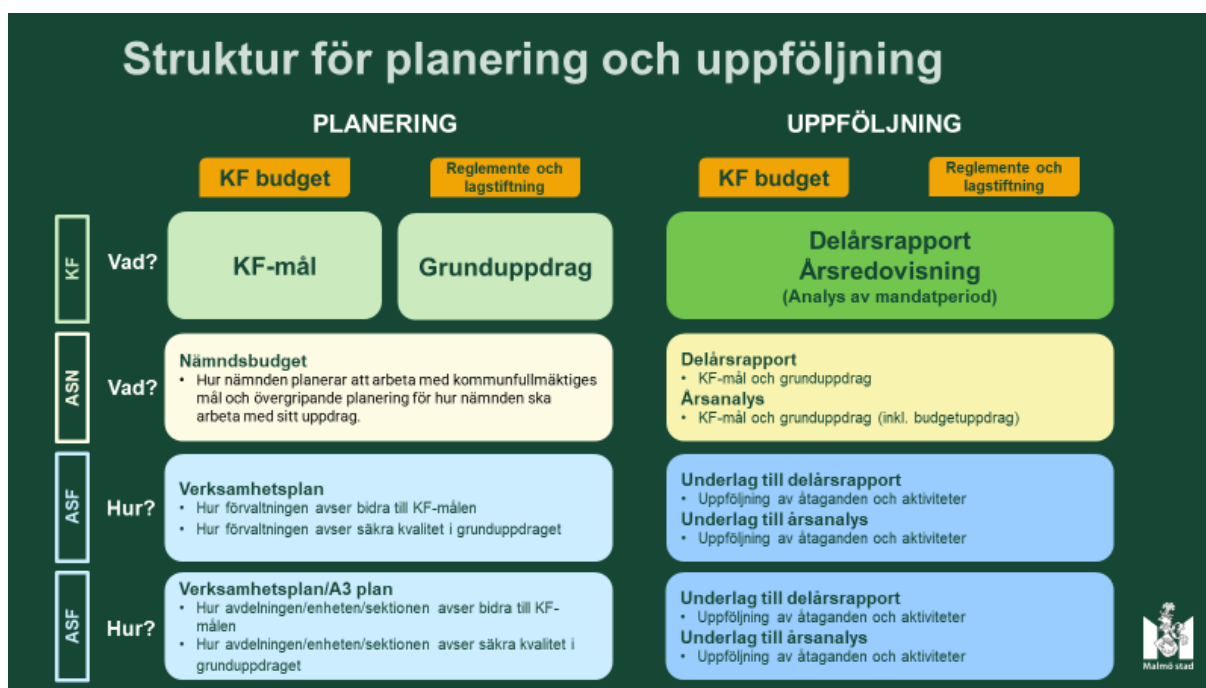 Struktur för planering och uppföljning
PLANERING
UPPFÖLJNING
KF budget
Reglemente och
lagstiftning
KF budget
Reglemente och
lagstiftning
KF
Vad?
KF-mål
Grunduppdrag
Delårsrapport
Årsredovisning
(Analys av mandatperiod)
ASN
Vad?
Nämndsbudget
• Hur nämnden planerar att arbeta med kommunfullmäktiges
mål och övergripande planering för hur nämnden ska
arbeta med sitt uppdrag.
Delårsrapport
• KF-mål och grunduppdrag
Årsanalys
• KF-mål och grunduppdrag (inkl. budgetuppdrag)
ASF
Hur?
Verksamhetsplan
• Hur förvaltningen avser bidra till KF-målen
• Hur förvaltningen avser säkra kvalitet i grunduppdraget
Underlag till delårsrapport
• Uppföljning av åtaganden och aktiviteter
Underlag till årsanalys
• Uppföljning av åtaganden och aktiviteter
ASF
Hur?
Verksamhetsplan/A3 plan
• Hur avdelningen/enheten/sektionen avser bidra till KF-
målen
• Hur avdelningen/enheten/sektionen avser säkra kvalitet i
grunduppdraget
Underlag till delårsrapport
• Uppföljning av åtaganden och aktiviteter
Underlag till årsanalys
• Uppföljning av åtaganden och aktiviteter
Malmö stad